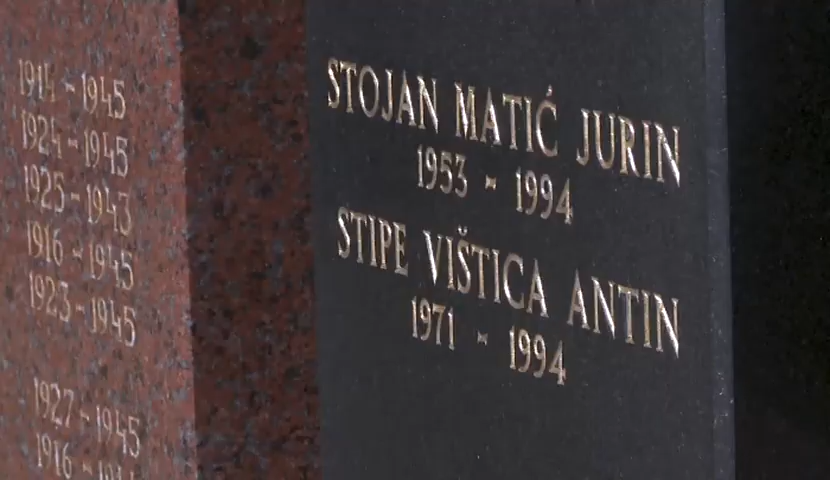 1914 - 1945
1924 - 1945
1925 - 1943
1916 - 1945
1923 - 1945
1927 - 1945
1916 -
STOJAN MATIĆ JURIN
1953 - 1994
STIPE VIŠTICA ANTIN
1971 - 1994